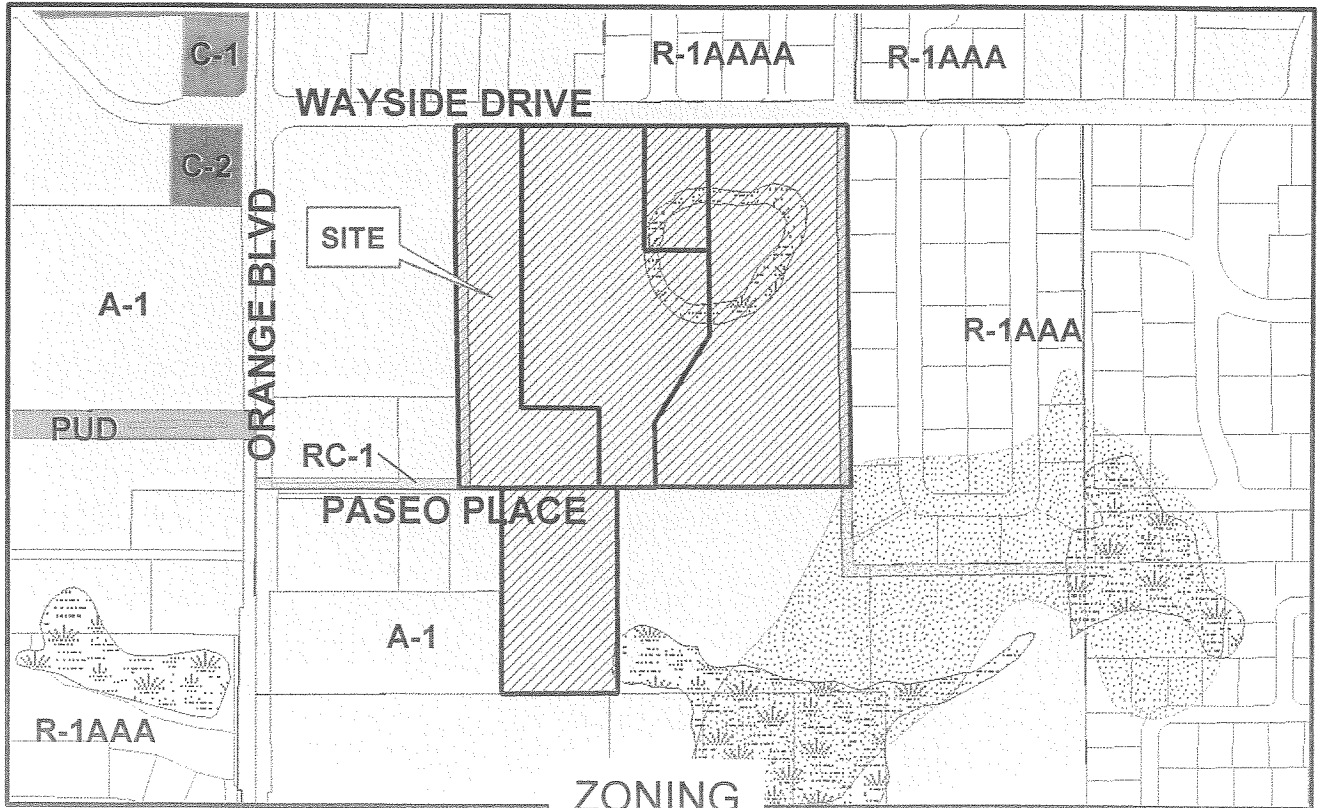 C-1
R-1AAAA
R-1AAA
WAYSIDE DRIVE
C-2
ORANGE BLVD
SITE
A-1
R-1AAA
PUD
RC-1
PASEO PLACE
A-1
R-1AAA
ZONING